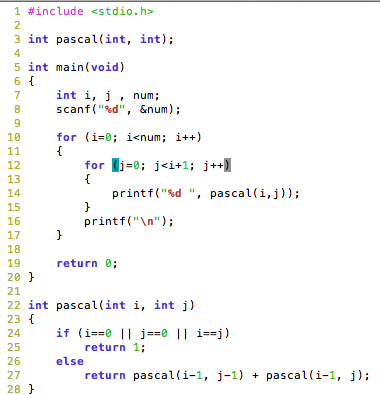 1 #include <stdio.h>
2
3 int pascal(int, int);
4
5 int main(void)
6 {
7     int i, j , num;
8     scanf("%d", &num);
9
10     for (i=0; i<num; i++)
11     {
12         for (j=0; j<i+1; j++)
13         {
14             printf("%d ", pascal(i,j));
15         }
16         printf("\n");
17     }
18
19     return 0;
20 }
21
22 int pascal(int i, int j)
23 {
24     if (i==0 || j==0 || i==j)
25         return 1;
26     else
27         return pascal(i-1, j-1) + pascal(i-1, j);
28 }